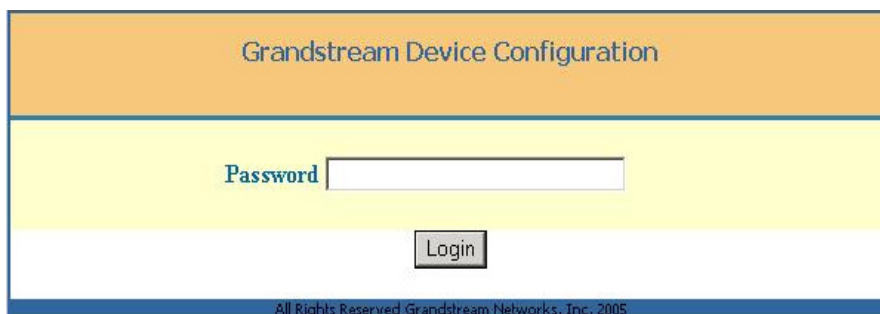 Grandstream Device Configuration
Password
Login
All Rights Reserved Grandstream Networks, Inc. 2005